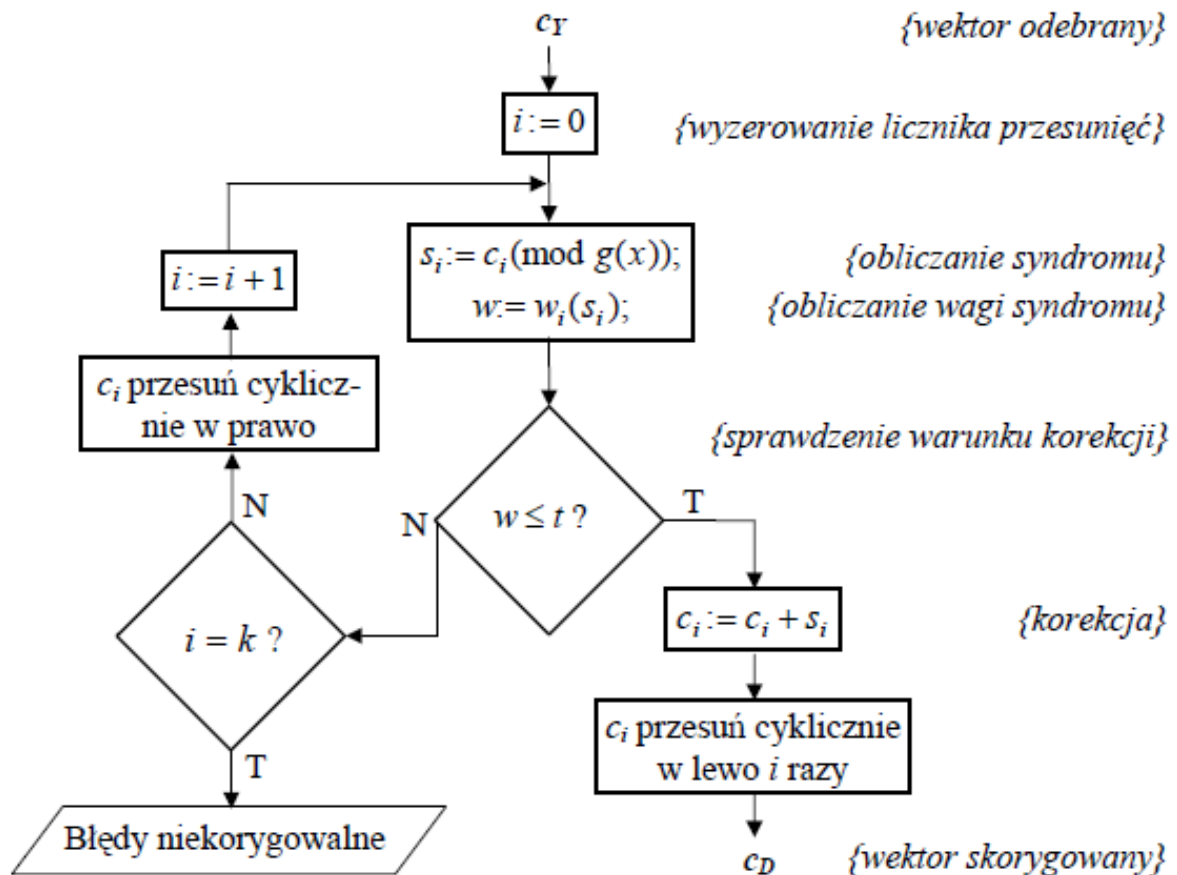 c_Y
{wektor odebrany}
i := 0
{wyzerowanie licznika przesunięć}
s_i := c_i (mod g(x));
{obliczanie syndromu}
w := w_i(s_i);
{obliczanie wagi syndromu}
i := i + 1
c_i przesuń cyklicz-
nie w prawo
{sprawdzenie warunku korekcji}
w ≤ t ?
T
N
N
i = k ?
c_i := c_i + s_i
{korekcja}
c_i przesuń cyklicznie
w lewo i razy
T
Błędy niekorygowalne
c_D
{wektor skorygowany}